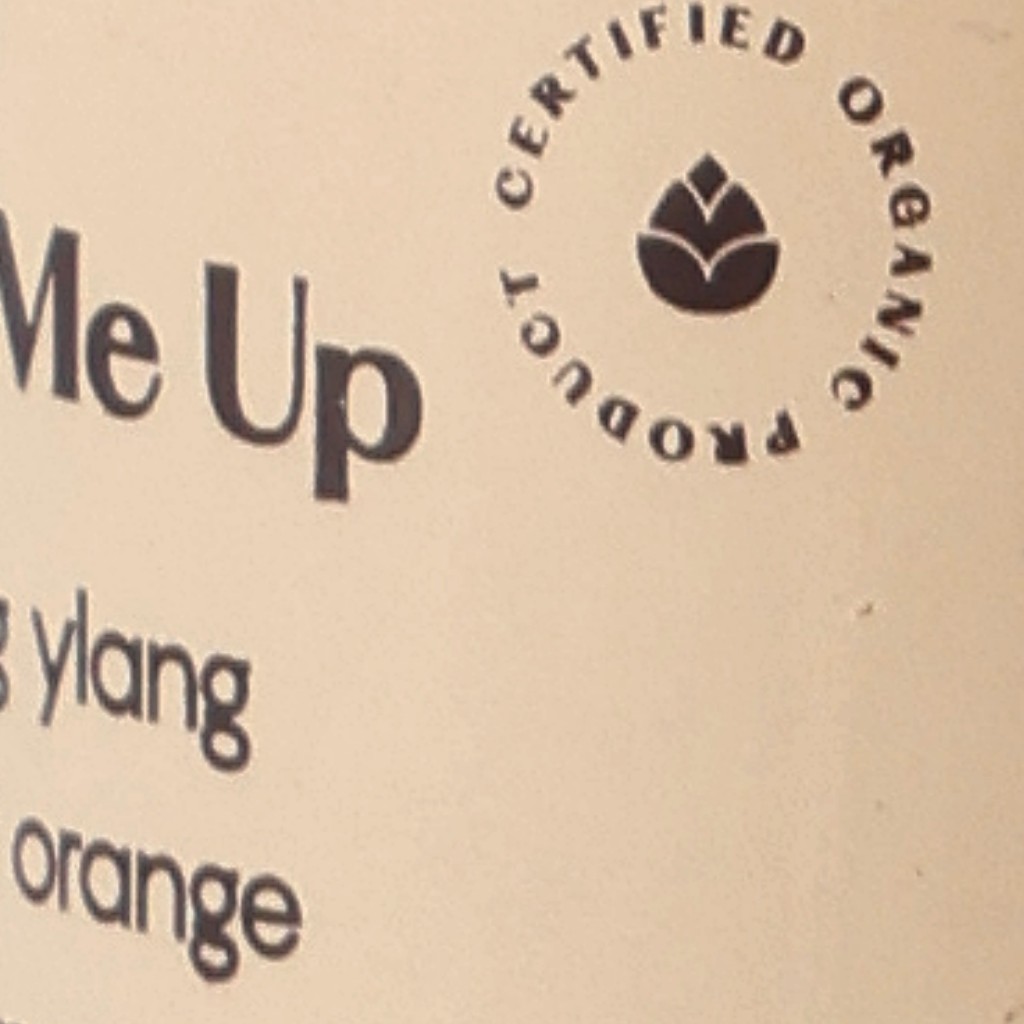 CERTIFIED ORGANIC PRODUCT
Me Up
ylang
orange